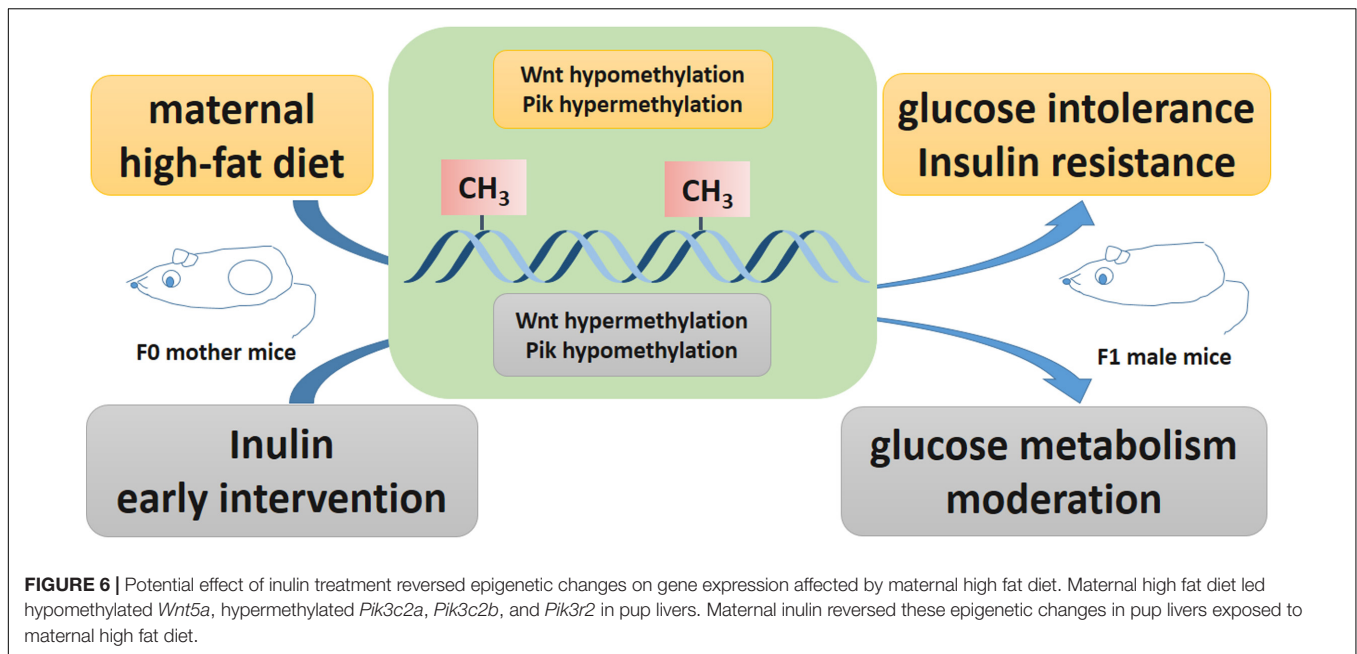 maternal
high-fat diet
Wnt hypomethylation
Pik hypermethylation
glucose intolerance
Insulin resistance
CH₃
CH₃
F0 mother mice
F1 male mice
Wnt hypermethylation
Pik hypomethylation
Inulin
early intervention
glucose metabolism
moderation
FIGURE 6 | Potential effect of inulin treatment reversed epigenetic changes on gene expression affected by maternal high fat diet. Maternal high fat diet led
hypomethylated Wnt5a, hypermethylated Pik3c2a, Pik3c2b, and Pik3r2 in pup livers. Maternal inulin reversed these epigenetic changes in pup livers exposed to
maternal high fat diet.